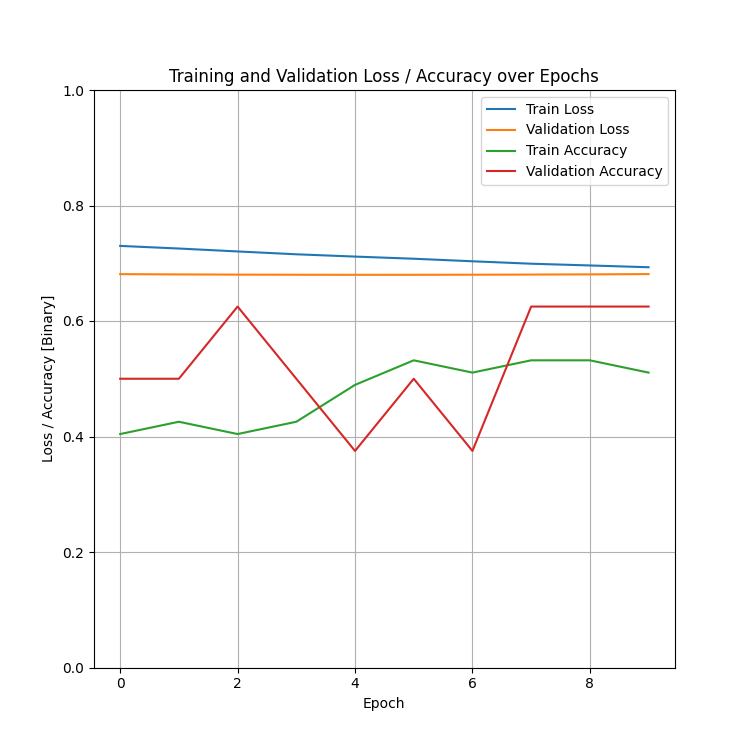 Training and Validation Loss / Accuracy over Epochs
1.0
0.8
0.6
0.4
0.2
0.0
Loss / Accuracy [Binary]
Train Loss
Validation Loss
Train Accuracy
Validation Accuracy
0 2 4 6 8
Epoch